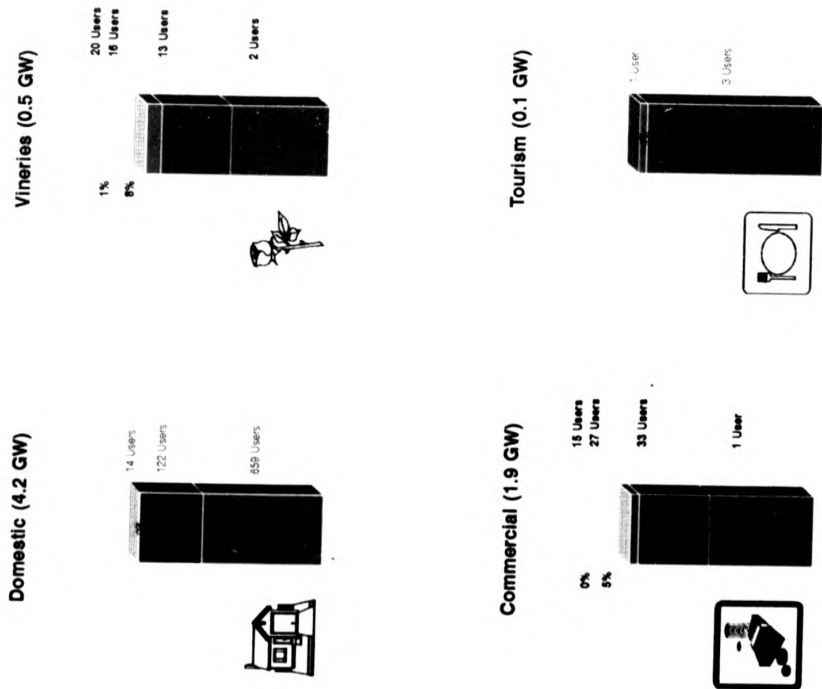 Vineries (0.5 GW)
20 Users
16 Users
13 Users
2 Users
1%
8%
Tourism (0.1 GW)
1 User
3 Users
Domestic (4.2 GW)
14 Users
122 Users
659 Users
Commercial (1.9 GW)
15 Users
27 Users
33 Users
1 User
0%
5%